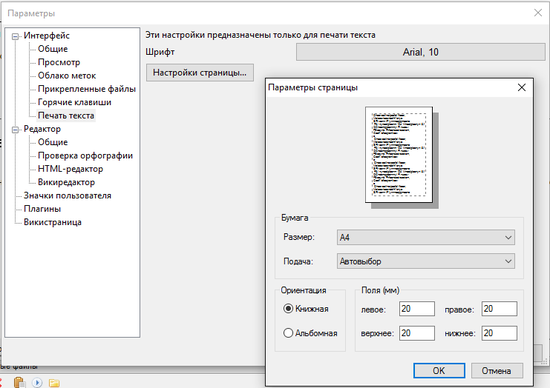 Параметры
Интерфейс
Общие
Просмотр
Облако меток
Прикрепленные файлы
Горячие клавиши
Печать текста
Редактор
Общие
Проверка орфографии
HTML-редактор
Викиредактор
Значки пользователя
Плагины
Викистраница
Эти настройки предназначены только для печати текста
Шрифт
Arial, 10
Настройки страницы...
Параметры страницы
Бумага
Размер:
A4
Подача:
Автовыбор
Ориентация
Книжная
Альбомная
Поля (мм)
левое: 20 правое: 20
верхнее: 20 нижнее: 20
OK
Отмена
файлы